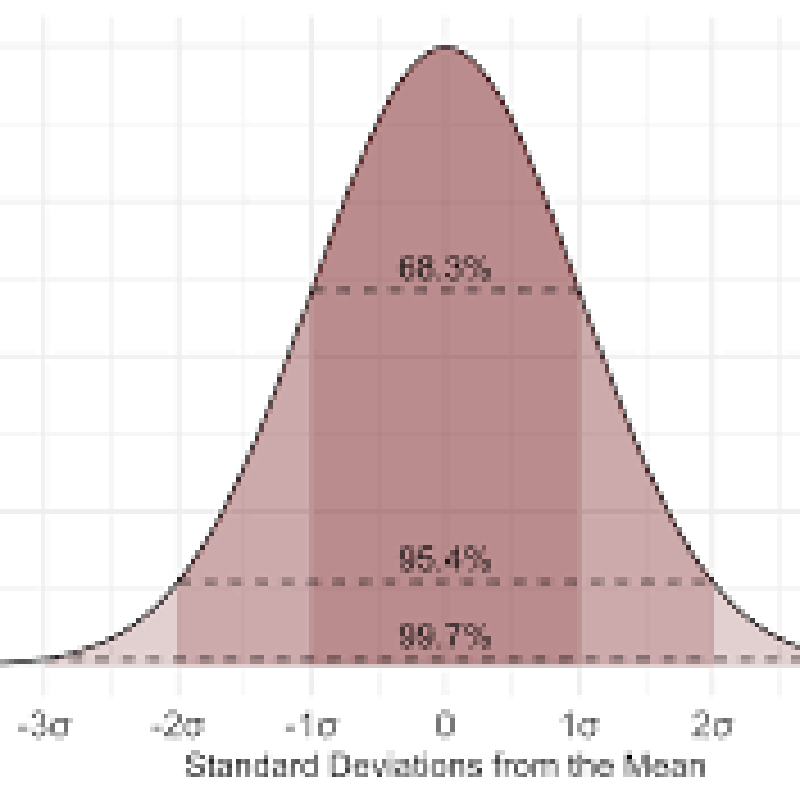 68.3%
95.4%
99.7%
-3σ -2σ -1σ 0 1σ 2σ
Standard Deviations from the Mean